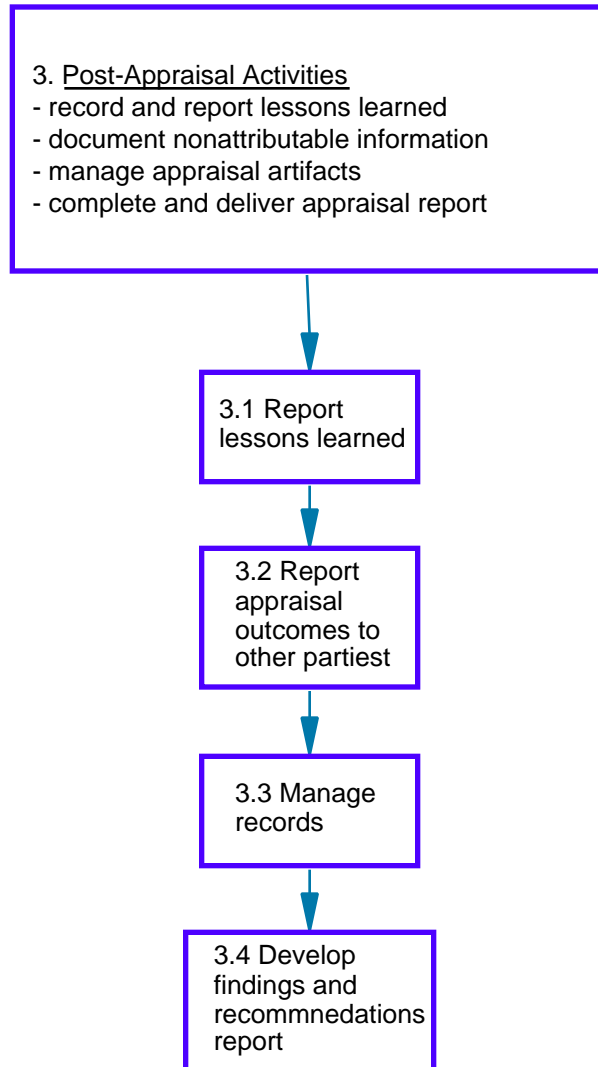 3. Post-Appraisal Activities
- record and report lessons learned
- document nonattributable information
- manage appraisal artifacts
- complete and deliver appraisal report
3.1 Report
lessons learned
3.2 Report
appraisal
outcomes to
other partiest
3.3 Manage
records
3.4 Develop
findings and
recommnedations
report